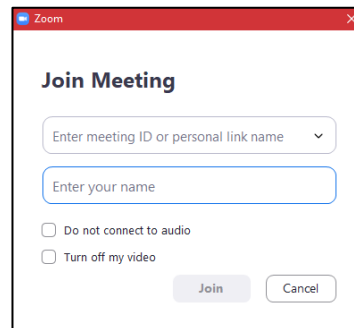 Zoom
Join Meeting
Enter meeting ID or personal link name
Enter your name
Do not connect to audio
Turn off my video
Join
Cancel